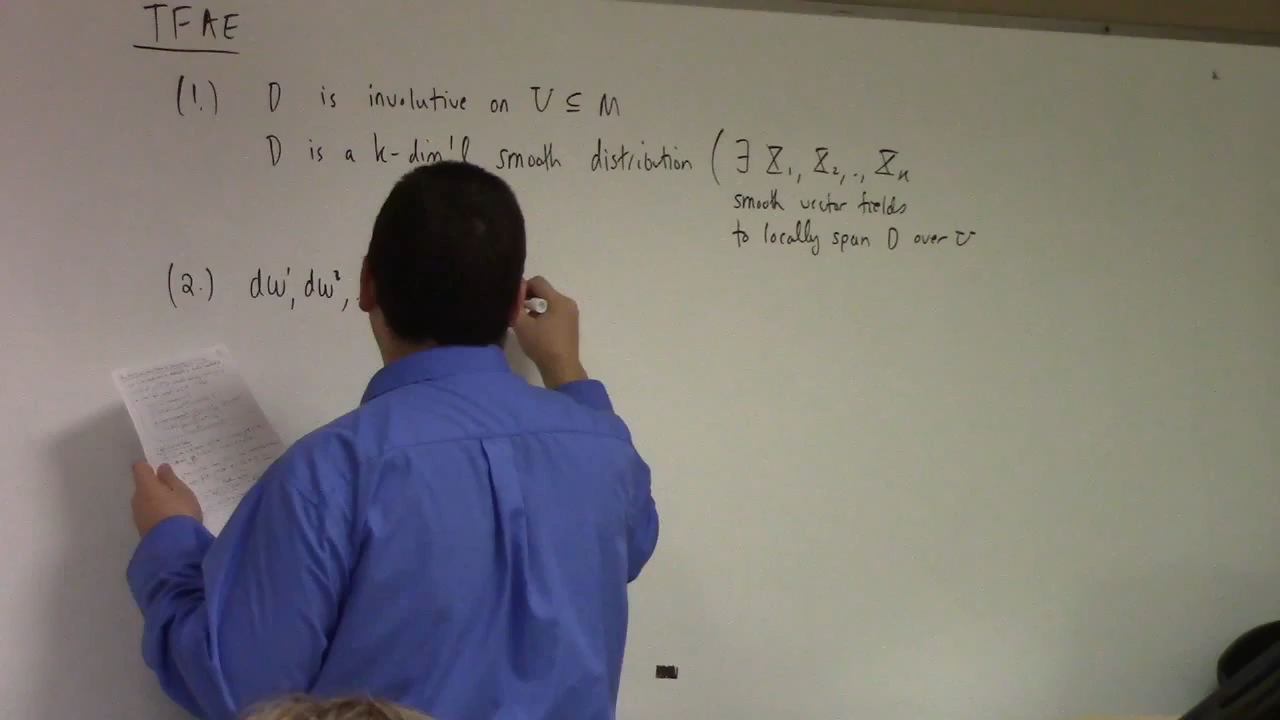 TFAE
(1.) D is involutive on U ⊆ M
D is a k-dim'l smooth distribution ( ∃ X₁, X₂, .., Xₖ
smooth vector fields
to locally span D over U
(2.) dω¹, dω²,